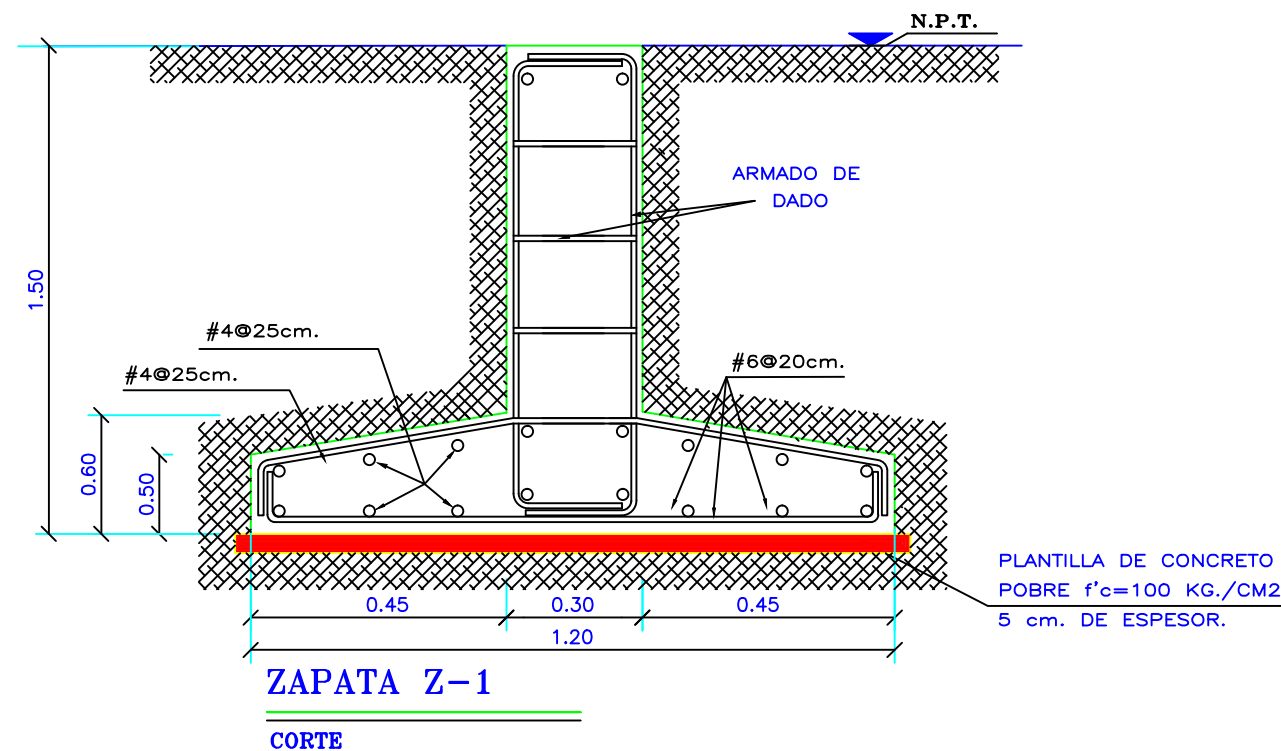 N.P.T.
ARMADO DE
DADO
1.50
#4@25cm.
#4@25cm.
#6@20cm.
0.60
0.50
PLANTILLA DE CONCRETO
POBRE f'c=100 KG./CM2
5 cm. DE ESPESOR.
0.45
0.30
0.45
1.20
ZAPATA Z-1
CORTE